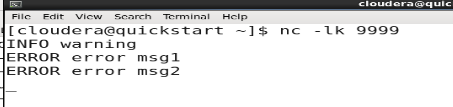 cloudera@quic
File Edit View Search Terminal Help
[cloudera@quickstart ~]$ nc -lk 9999
INFO warning
ERROR error msg1
ERROR error msg2